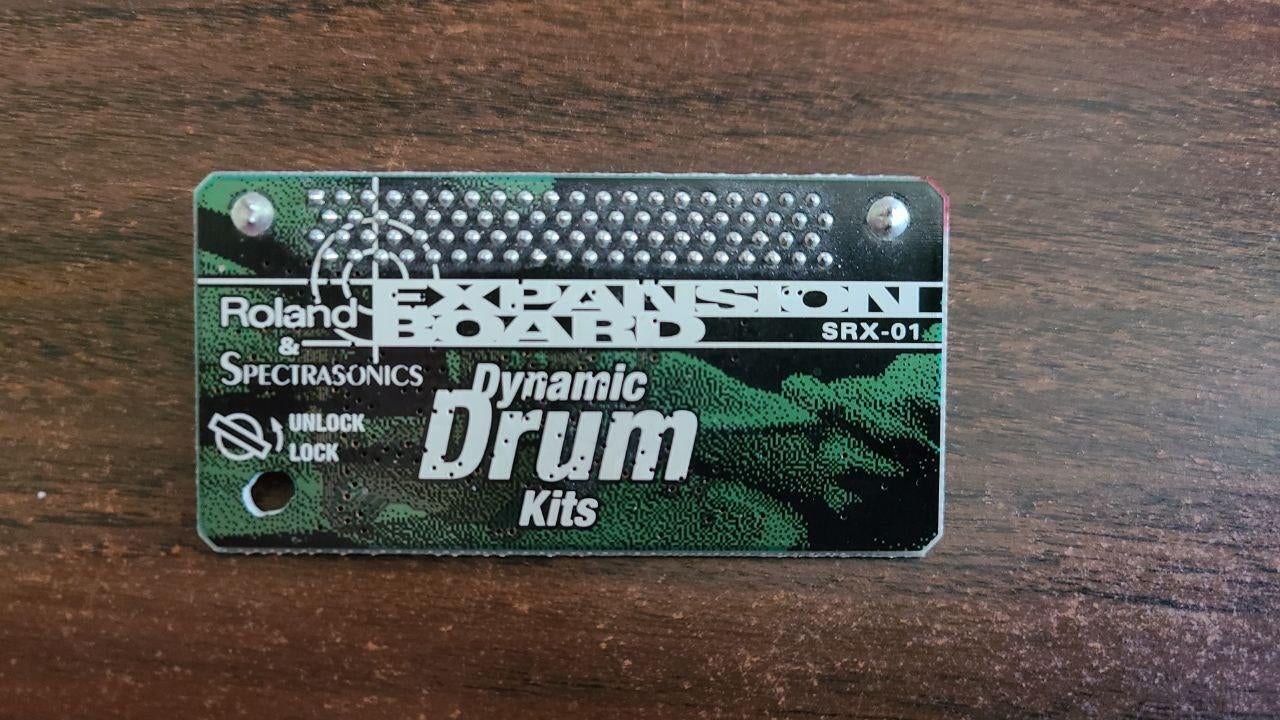 EXPANSION
Roland
BOARD
SRX-01
&
SPECTRASONICS
Dynamic
Drum
Kits
UNLOCK
LOCK